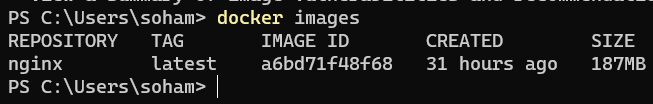 PS C:\Users\soham> docker images
REPOSITORY   TAG       IMAGE ID       CREATED        SIZE
nginx        latest    a6bd71f48f68   31 hours ago   187MB
PS C:\Users\soham>